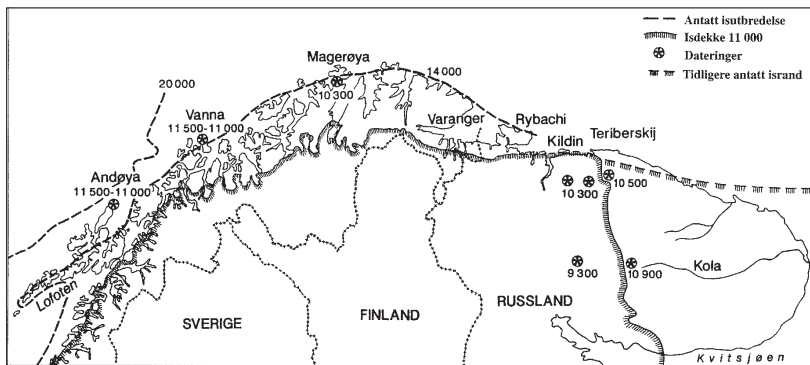 Antatt isutbredelse
Isdekke 11 000
Dateringer
Tidligere antatt isrand
Magerøya
10 300
14 000
20 000
Vanna
11 500-11 000
Varanger
Rybachi
Kildin
Teriberskij
Andøya
11 500-11 000
10 300
10 500
9 300
10 900
Kola
Lofoten
SVERIGE
FINLAND
RUSSLAND
Kvitsjøen